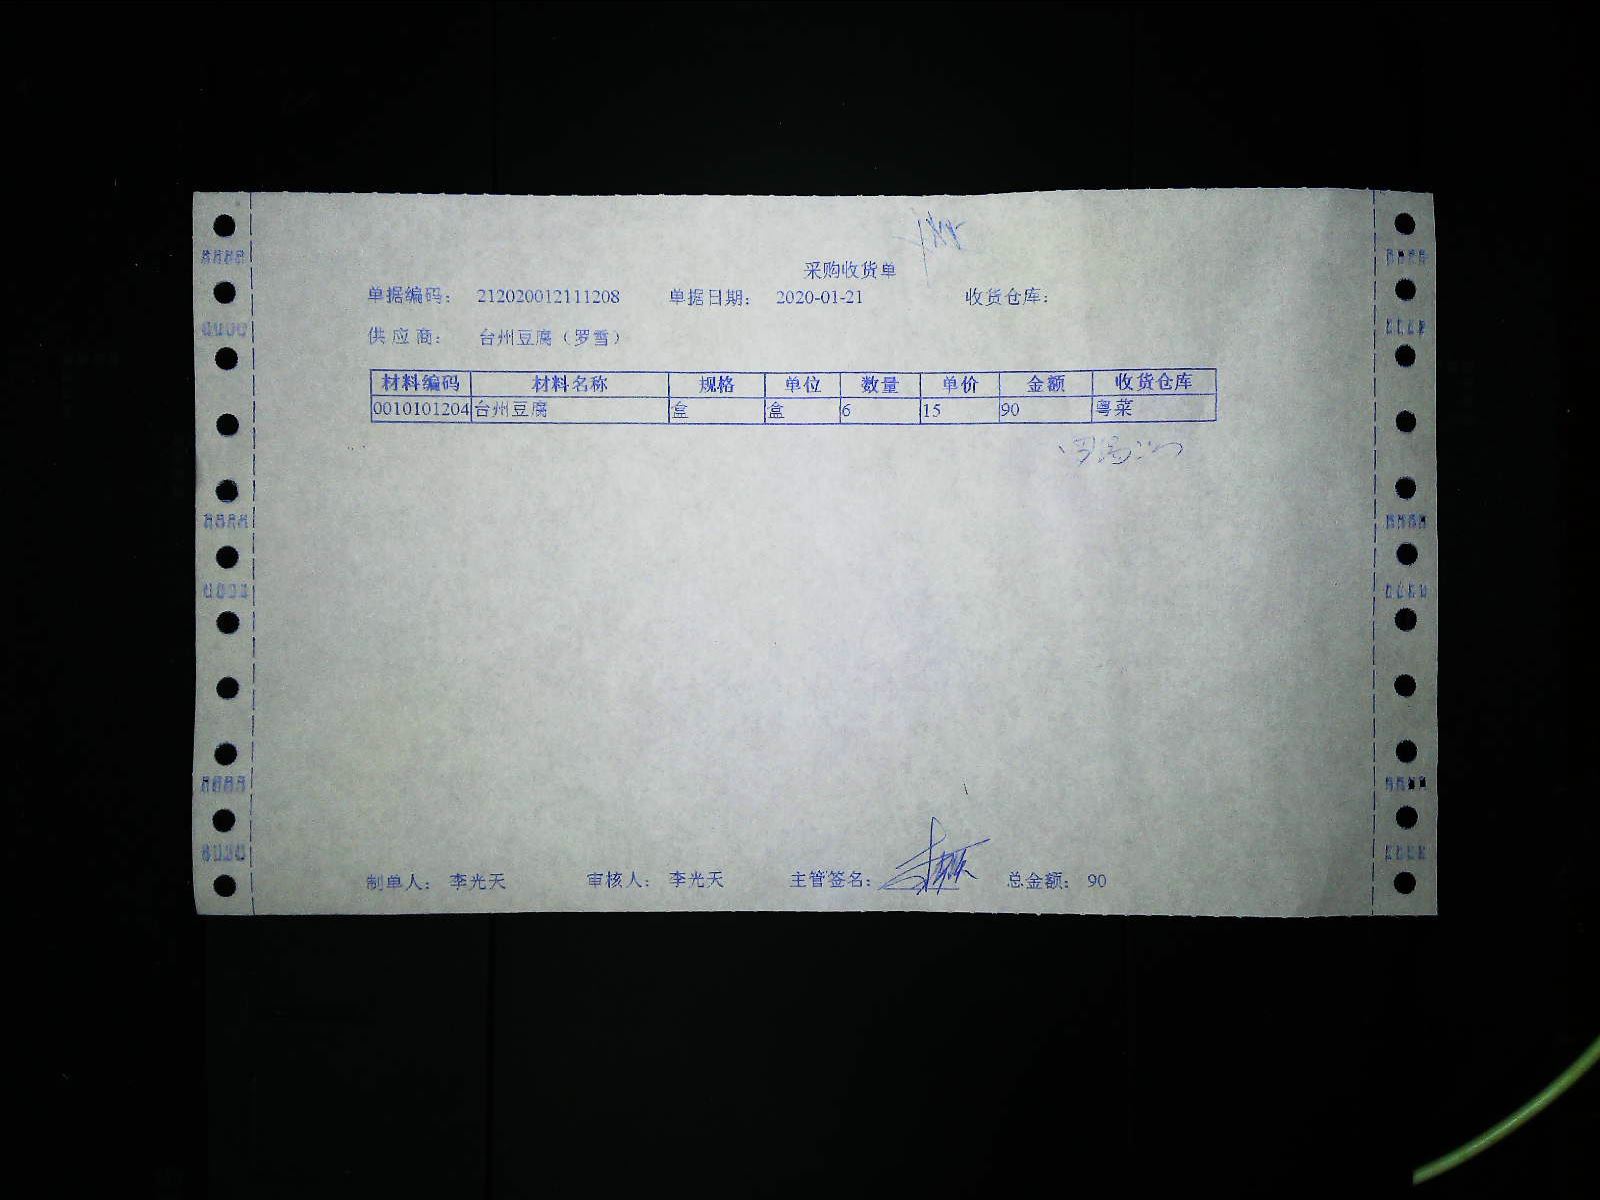 采购收货单
单据编码： 212020012111208 单据日期： 2020-01-21 收货仓库：
供 应 商： 台州豆腐（罗雪）
材料编码 材料名称 规格 单位 数量 单价 金额 收货仓库
0010101204 台州豆腐 盒 盒 6 15 90 粤菜
制单人： 李光天 审核人： 李光天 主管签名： 总金额： 90